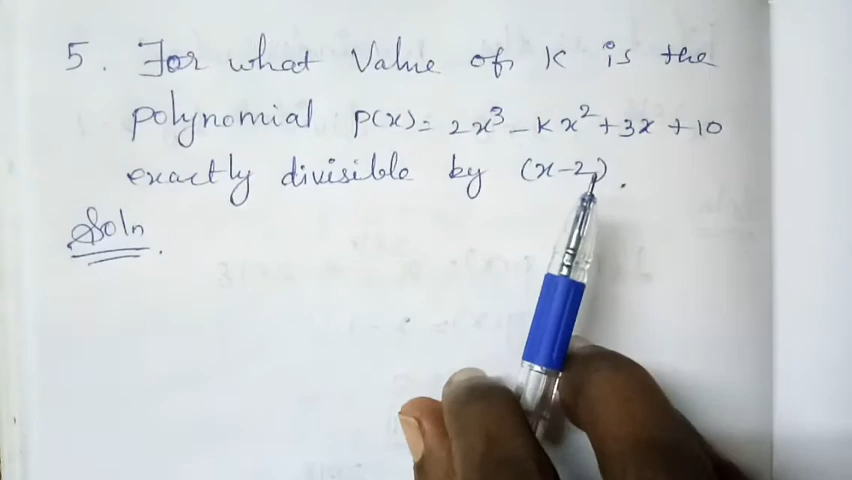 5. For what Value of K is the
polynomial p(x) = 2x³ - Kx² + 3x + 10
exactly divisible by (x-2).
Soln.